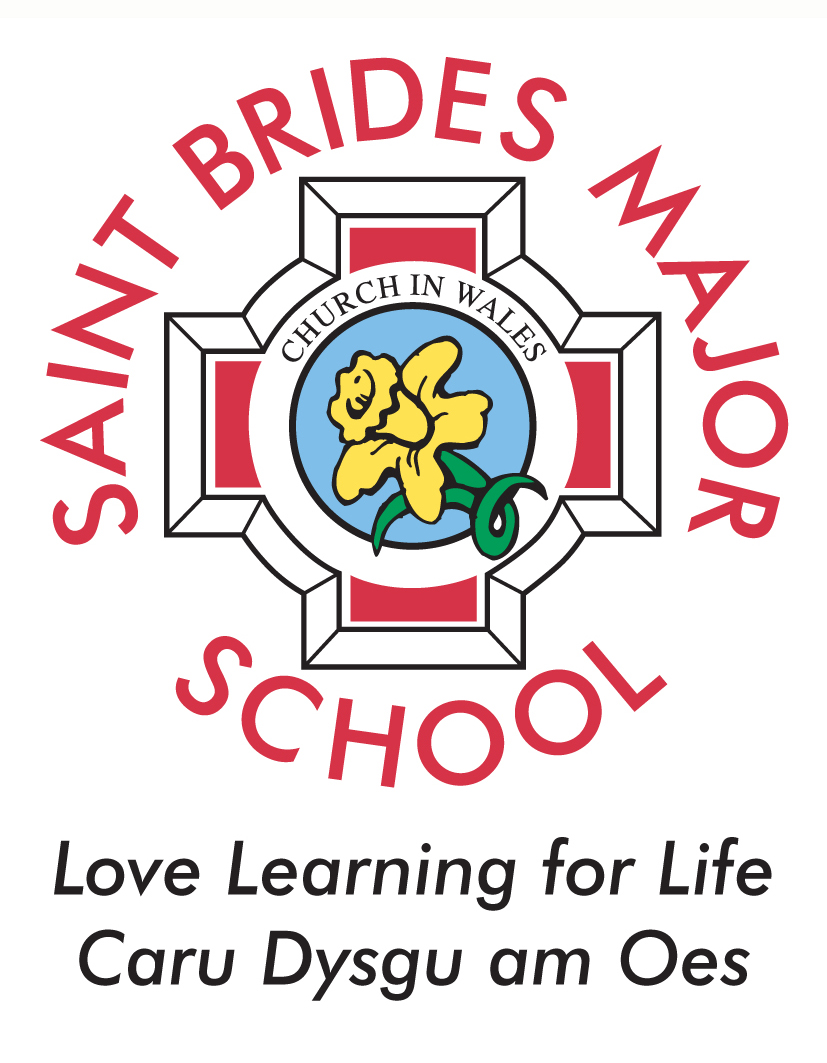 SAINT BRIDES MAJOR
CHURCH IN WALES
SCHOOL
Love Learning for Life
Caru Dysgu am Oes